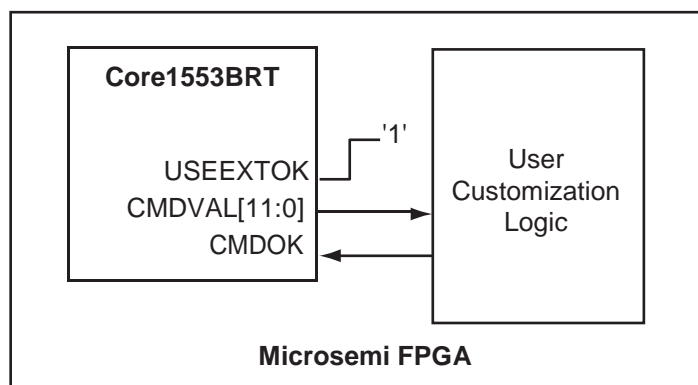 Core1553BRT
USEEXTOK
'1'
CMDVAL[11:0]
CMDOK
User
Customization
Logic
Microsemi FPGA